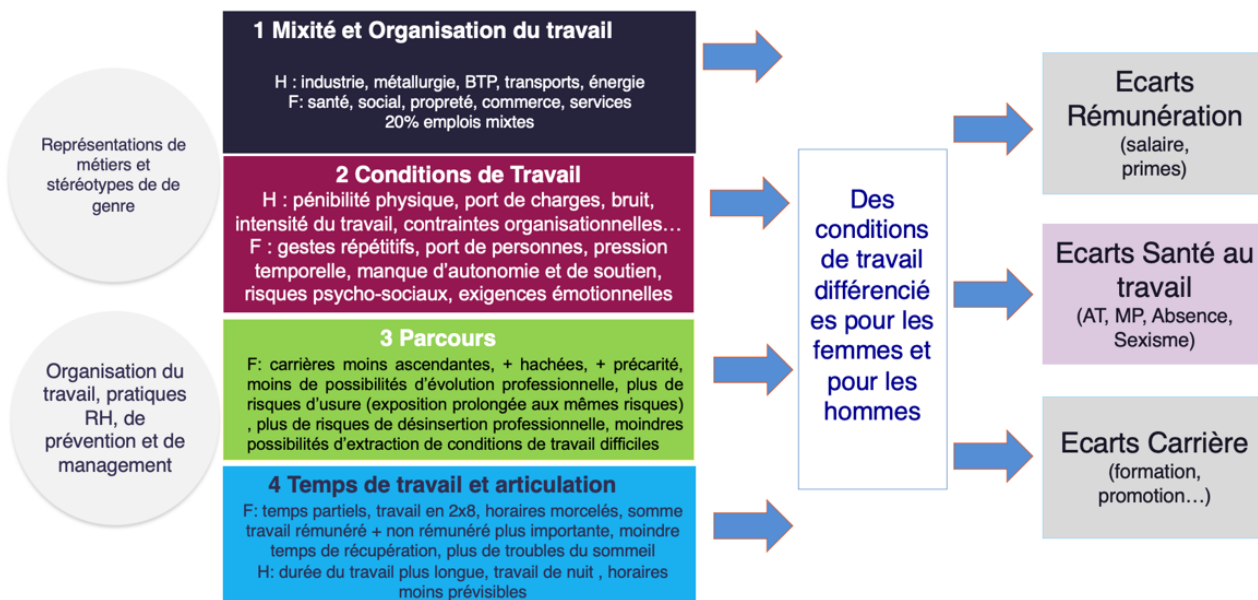 Représentations de
métiers et
stéréotypes de de
genre
Organisation du
travail, pratiques
RH, de
prévention et de
management
1 Mixité et Organisation du travail
H : industrie, métallurgie, BTP, transports, énergie
F: santé, social, propreté, commerce, services
20% emplois mixtes
2 Conditions de Travail
H : pénibilité physique, port de charges, bruit,
intensité du travail, contraintes organisationnelles…
F : gestes répétitifs, port de personnes, pression
temporelle, manque d'autonomie et de soutien,
risques psycho-sociaux, exigences émotionnelles
3 Parcours
F: carrières moins ascendantes, + hachées, + précarité,
moins de possibilités d'évolution professionnelle, plus de
risques d'usure (exposition prolongée aux mêmes risques)
, plus de risques de désinsertion professionnelle, moindres
possibilités d'extraction de conditions de travail difficiles
4 Temps de travail et articulation
F: temps partiels, travail en 2x8, horaires morcelés, somme
travail rémunéré + non rémunéré plus importante, moindre
temps de récupération, plus de troubles du sommeil
H: durée du travail plus longue, travail de nuit , horaires
moins prévisibles
Des
conditions
de travail
différencié
es pour les
femmes et
pour les
hommes
Ecarts
Rémunération
(salaire,
primes)
Ecarts Santé au
travail
(AT, MP, Absence,
Sexisme)
Ecarts Carrière
(formation,
promotion…)